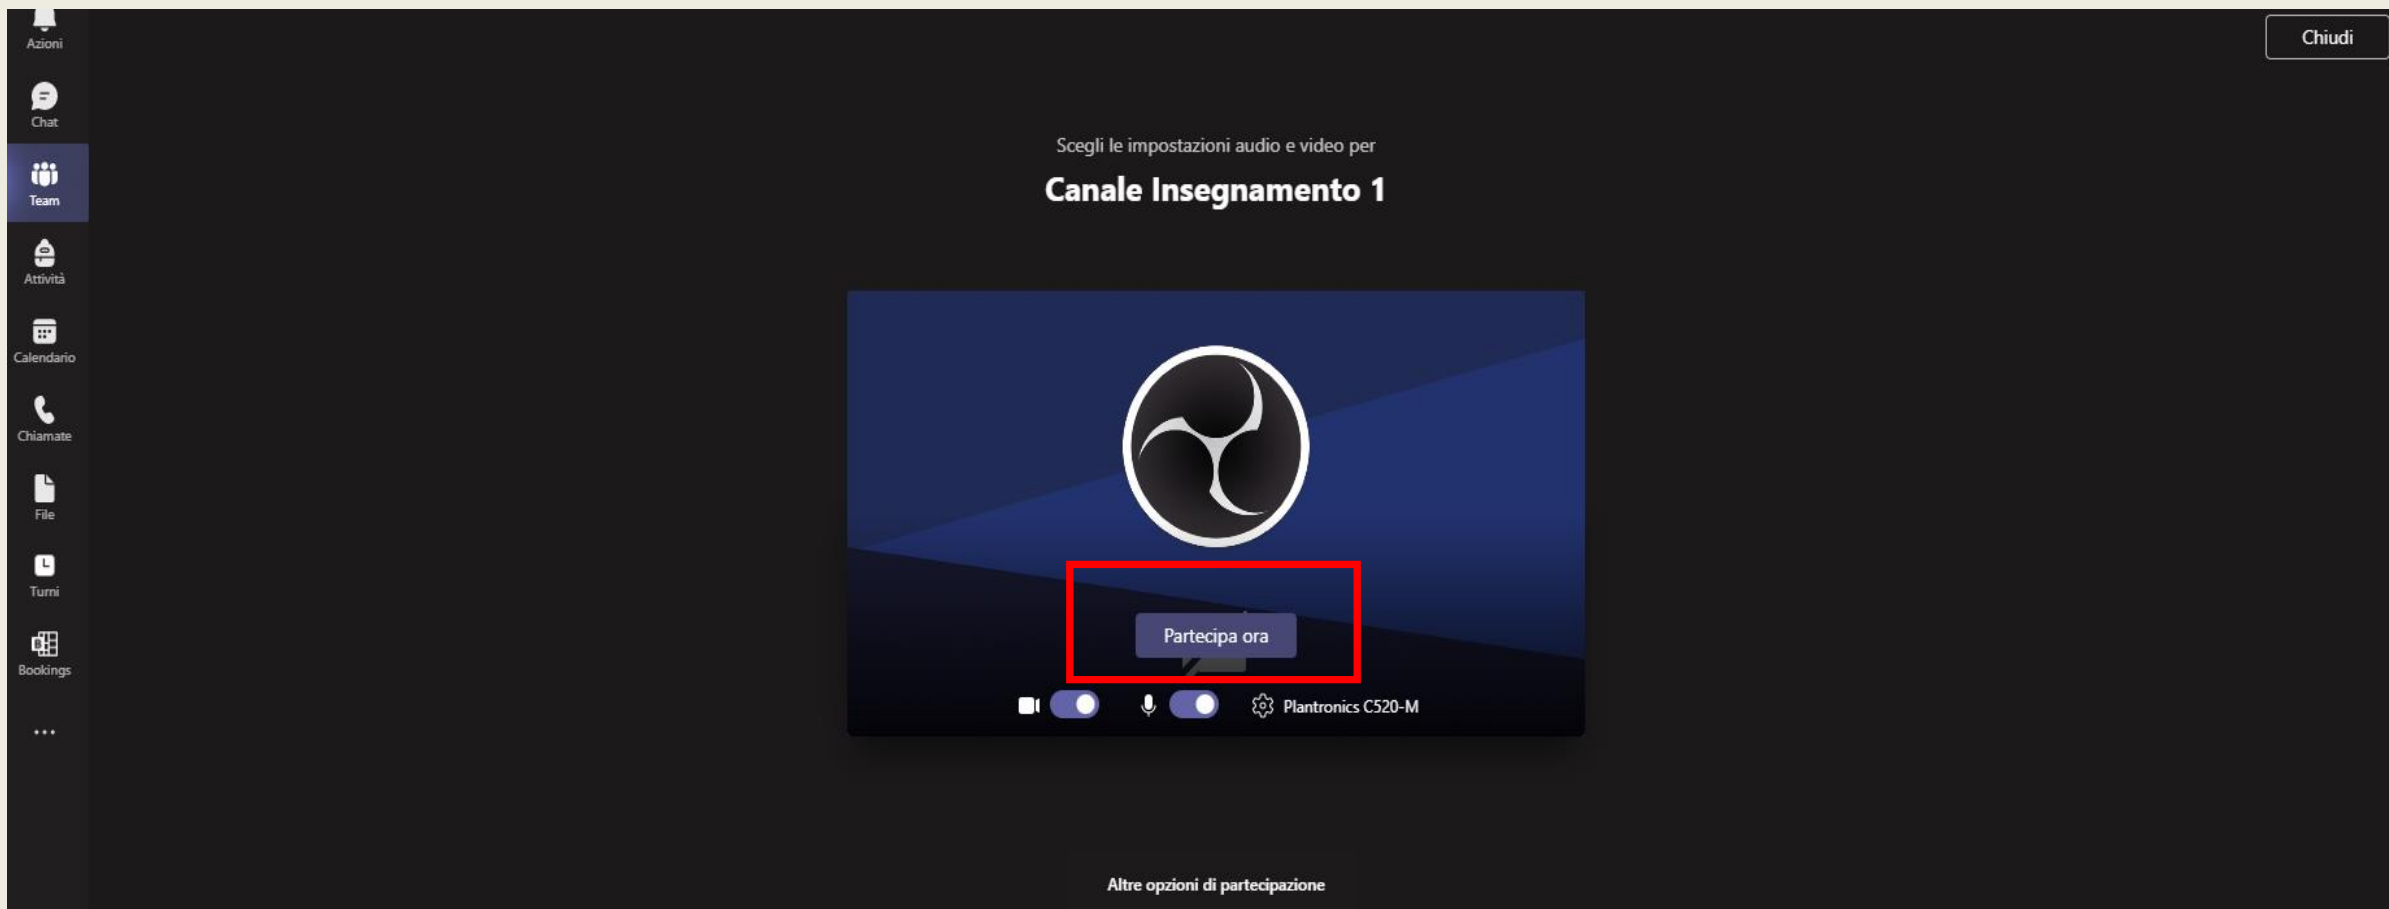 Azioni
Chat
Team
Attività
Calendario
Chiamate
File
Turni
Bookings
Chiudi
Scegli le impostazioni audio e video per
Canale Insegnamento 1
Partecipa ora
Plantronics C520-M
Altre opzioni di partecipazione